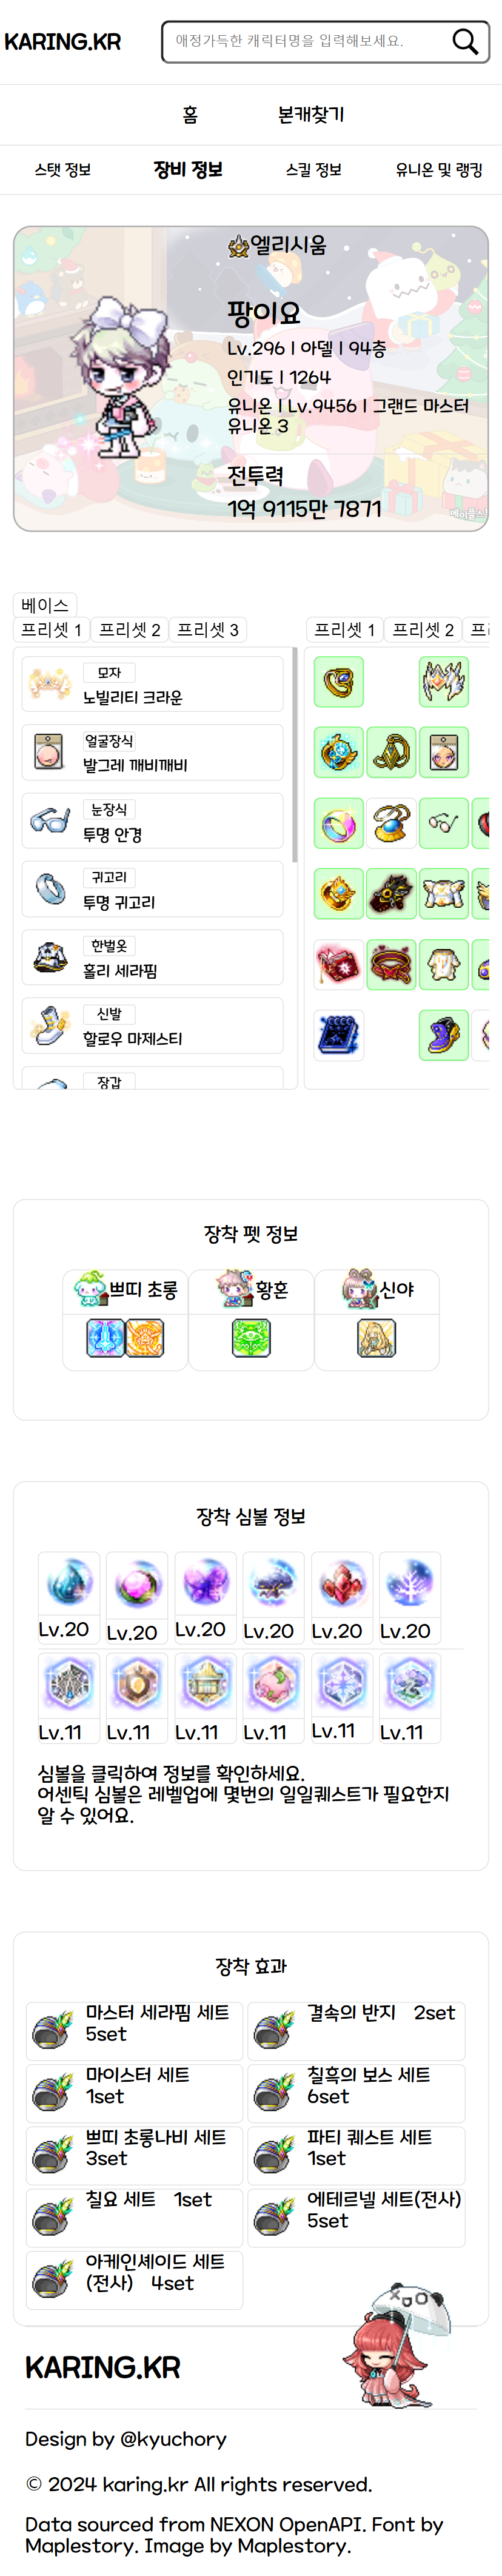 KARING.KR
애정가득한 캐릭터명을 입력해보세요.
홈 본캐찾기
스탯 정보 장비 정보 스킬 정보 유니온 및 랭킹
엘리시움
팡이요
Lv.296 | 아델 | 94층
인기도 | 1264
유니온 | Lv.9456 | 그랜드 마스터
유니온 3
전투력
1억 9115만 7871
메이플스
베이스
프리셋 1 프리셋 2 프리셋 3 프리셋 1 프리셋 2
모자
노빌리티 크라운
얼굴장식
발그레 깨비깨비
눈장식
투명 안경
귀고리
투명 귀고리
한벌옷
홀리 세라핌
신발
할로우 마제스티
장갑
장착 펫 정보
쁘띠 초롱 황혼 신야
장착 심볼 정보
Lv.20 Lv.20 Lv.20 Lv.20 Lv.20 Lv.20
Lv.11 Lv.11 Lv.11 Lv.11 Lv.11 Lv.11
심볼을 클릭하여 정보를 확인하세요.
어센틱 심볼은 레벨업에 몇번의 일일퀘스트가 필요한지
알 수 있어요.
장착 효과
마스터 세라핌 세트
5set
결속의 반지 2set
마이스터 세트
1set
칠흑의 보스 세트
6set
쁘띠 초롱나비 세트
3set
파티 퀘스트 세트
1set
칠요 세트 1set
에테르넬 세트(전사)
5set
아케인셰이드 세트
(전사) 4set
KARING.KR
Design by @kyuchory
© 2024 karing.kr All rights reserved.
Data sourced from NEXON OpenAPI. Font by
Maplestory. Image by Maplestory.